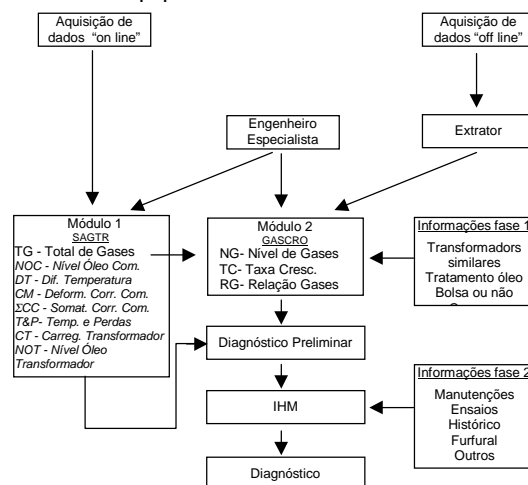 Aquisição de
dados "on line"
Aquisição de
dados "off line"
Engenheiro
Especialista
Extrator
Módulo 1
SAGTR
TG - Total de Gases
NOC - Nível Óleo Com.
DT - Dif. Temperatura
CM - Deform. Corr. Com.
ΣCC - Somat. Corr. Com.
T&P- Temp. e Perdas
CT - Carreg. Transformador
NOT - Nível Óleo
Transformador
Módulo 2
GASCRO
NG- Nível de Gases
TC- Taxa Cresc.
RG- Relação Gases
Informações fase 1
Transformadors
similares
Tratamento óleo
Bolsa ou não
Diagnóstico Preliminar
IHM
Informações fase 2
Manutenções
Ensaios
Histórico
Furfural
Outros
Diagnóstico